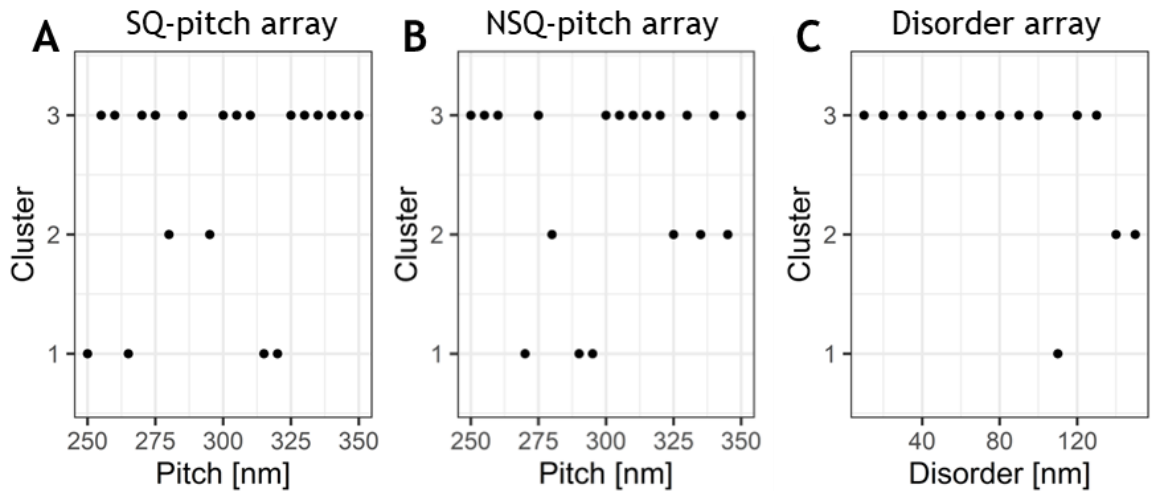 A SQ-pitch array
3
2
1
Cluster
250 275 300 325 350
Pitch [nm]
B NSQ-pitch array
3
2
1
Cluster
250 275 300 325 350
Pitch [nm]
C Disorder array
3
2
1
Cluster
40 80 120
Disorder [nm]